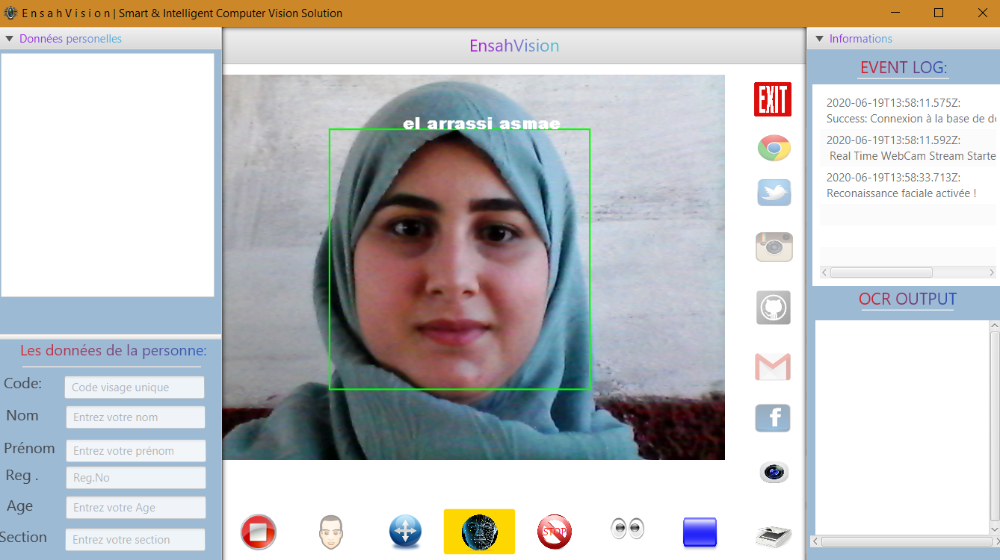 E n s a h V i s i o n | Smart & Intelligent Computer Vision Solution
Données personelles
EnsahVision
Informations
EVENT LOG:
EXIT
2020-06-19T13:58:11.575Z:
Success: Connexion à la base de
2020-06-19T13:58:11.592Z:
Real Time WebCam Stream Starte
2020-06-19T13:58:33.713Z:
Reconaissance faciale activée !
el arrassi asmae
OCR OUTPUT
Les données de la personne:
Code: Code visage unique
Nom Entrez votre nom
Prénom Entrez votre prénom
Reg . Reg.No
Age Entrez votre Age
Section Entrez votre section
STOP